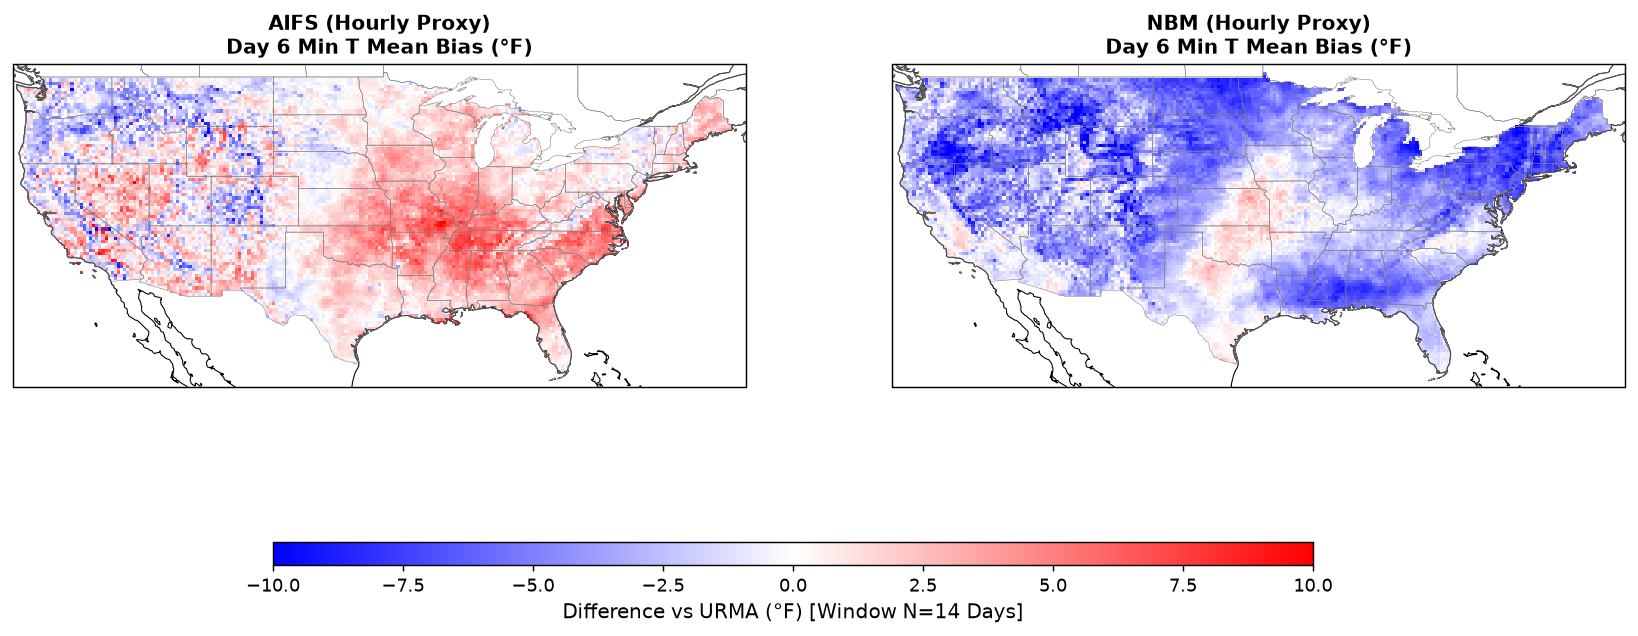 AIFS (Hourly Proxy)
Day 6 Min T Mean Bias (°F)
NBM (Hourly Proxy)
Day 6 Min T Mean Bias (°F)
−10.0 −7.5 −5.0 −2.5 0.0 2.5 5.0 7.5 10.0
Difference vs URMA (°F) [Window N=14 Days]